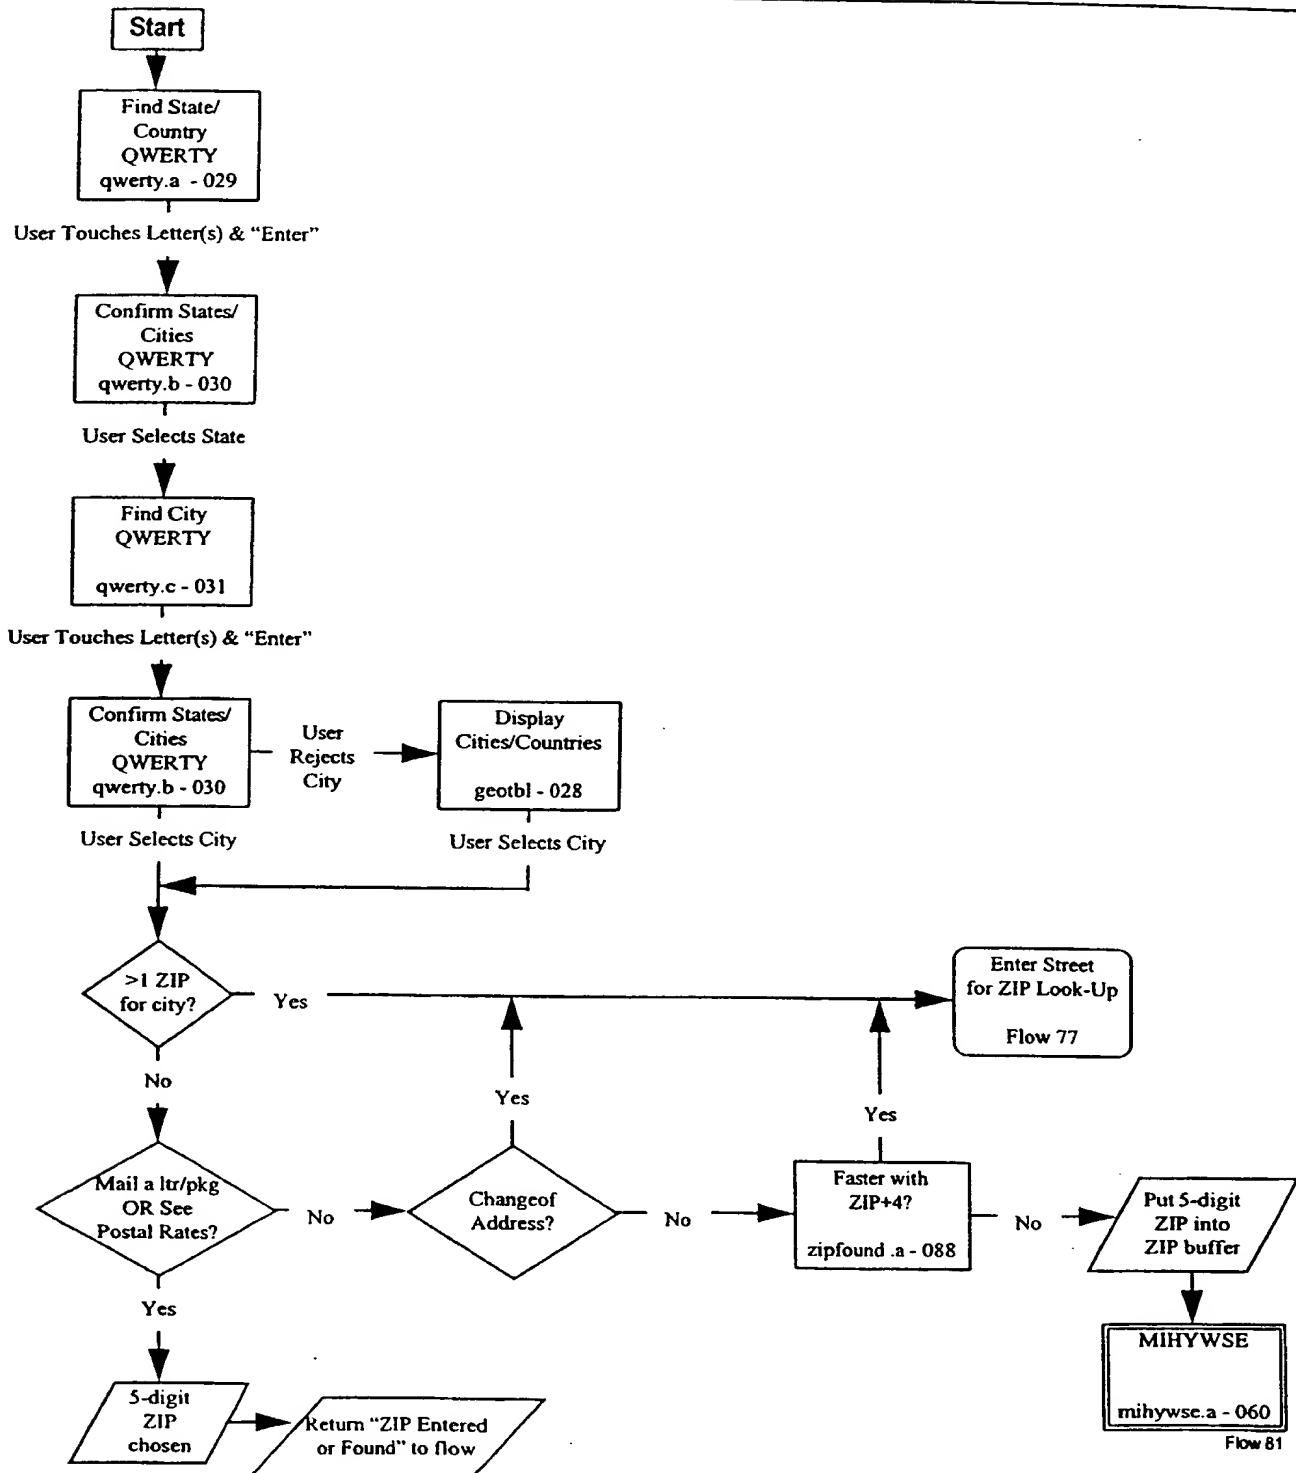 Start
Find State/
Country
QWERTY
qwerty.a - 029
User Touches Letter(s) & “Enter”
Confirm States/
Cities
QWERTY
qwerty.b - 030
User Selects State
Find City
QWERTY
qwerty.c - 031
User Touches Letter(s) & “Enter”
Confirm States/
Cities
QWERTY
qwerty.b - 030
User
Rejects
City
Display
Cities/Countries
geotbl - 028
User Selects City
User Selects City
>1 ZIP
for city?
Yes
Enter Street
for ZIP Look-Up
Flow 77
No
Yes
Yes
Mail a ltr/pkg
OR See
Postal Rates?
No
Changeof
Address?
No
Faster with
ZIP+4?
zipfound .a - 088
No
Put 5-digit
ZIP into
ZIP buffer
Yes
MIHYWSE
mihywse.a - 060
5-digit
ZIP
chosen
Return “ZIP Entered
or Found” to flow
Flow 81